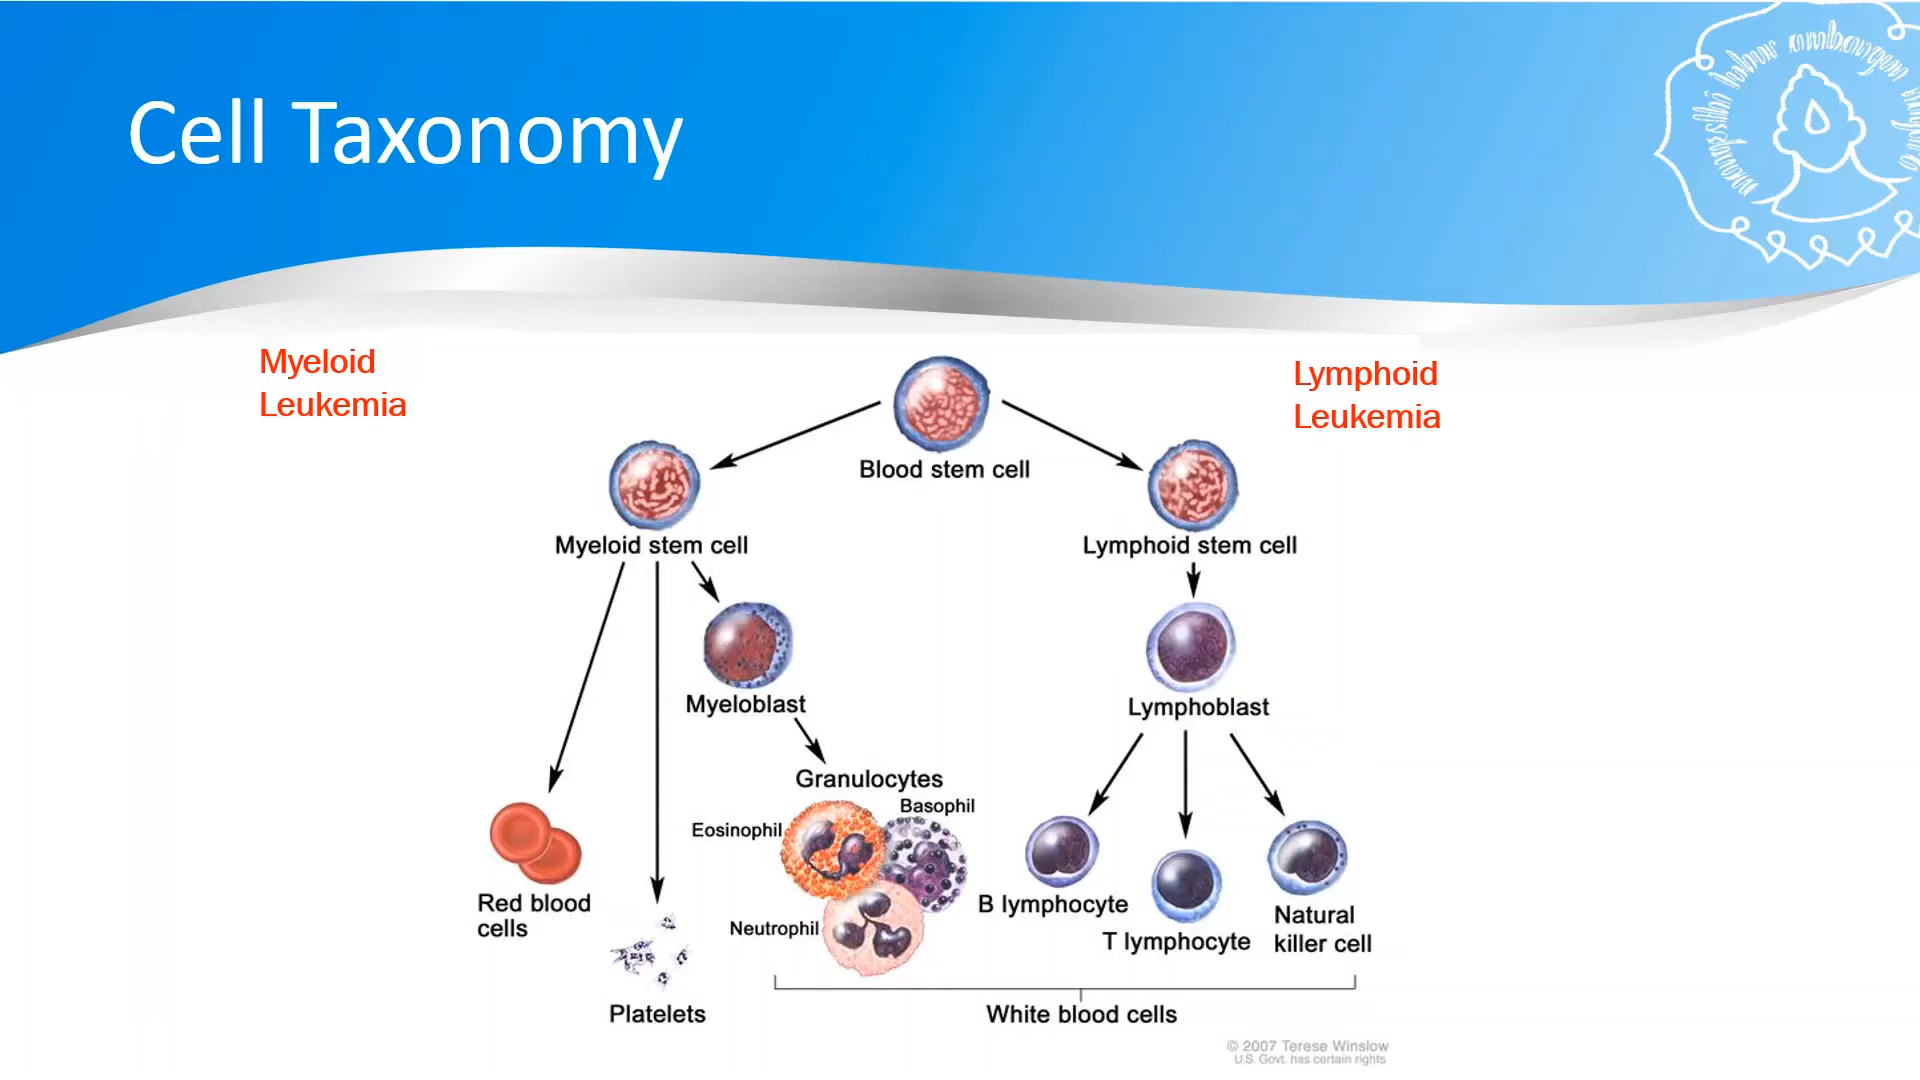 Cell Taxonomy
Myeloid
Leukemia
Lymphoid
Leukemia
Blood stem cell
Myeloid stem cell
Lymphoid stem cell
Myeloblast
Lymphoblast
Granulocytes
Basophil
Eosinophil
Neutrophil
Red blood
cells
Platelets
B lymphocyte
T lymphocyte
Natural
killer cell
White blood cells
© 2007 Terese Winslow
U.S. Govt. has certain rights